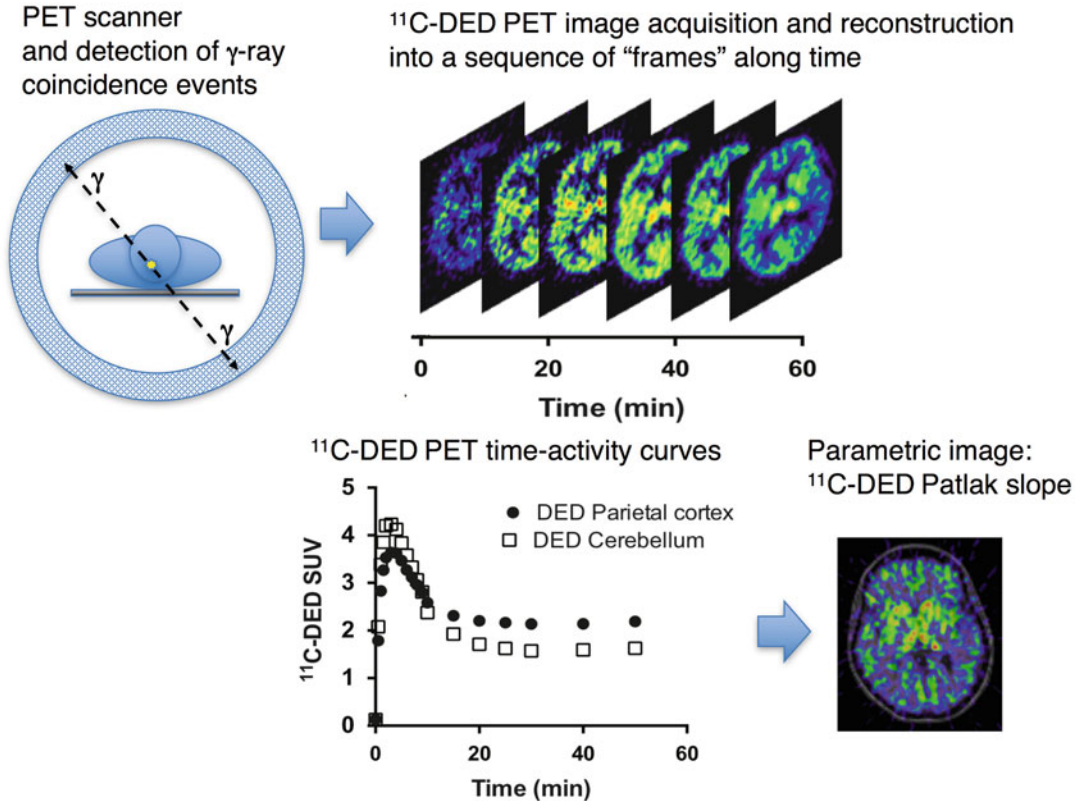 PET scanner
and detection of γ-ray
coincidence events
γ
γ
¹¹C-DED PET image acquisition and reconstruction
into a sequence of “frames” along time
0 20 40 60
Time (min)
¹¹C-DED PET time-activity curves
¹¹C-DED SUV
5
4
3
2
1
0
DED Parietal cortex
DED Cerebellum
0 20 40 60
Time (min)
Parametric image:
¹¹C-DED Patlak slope